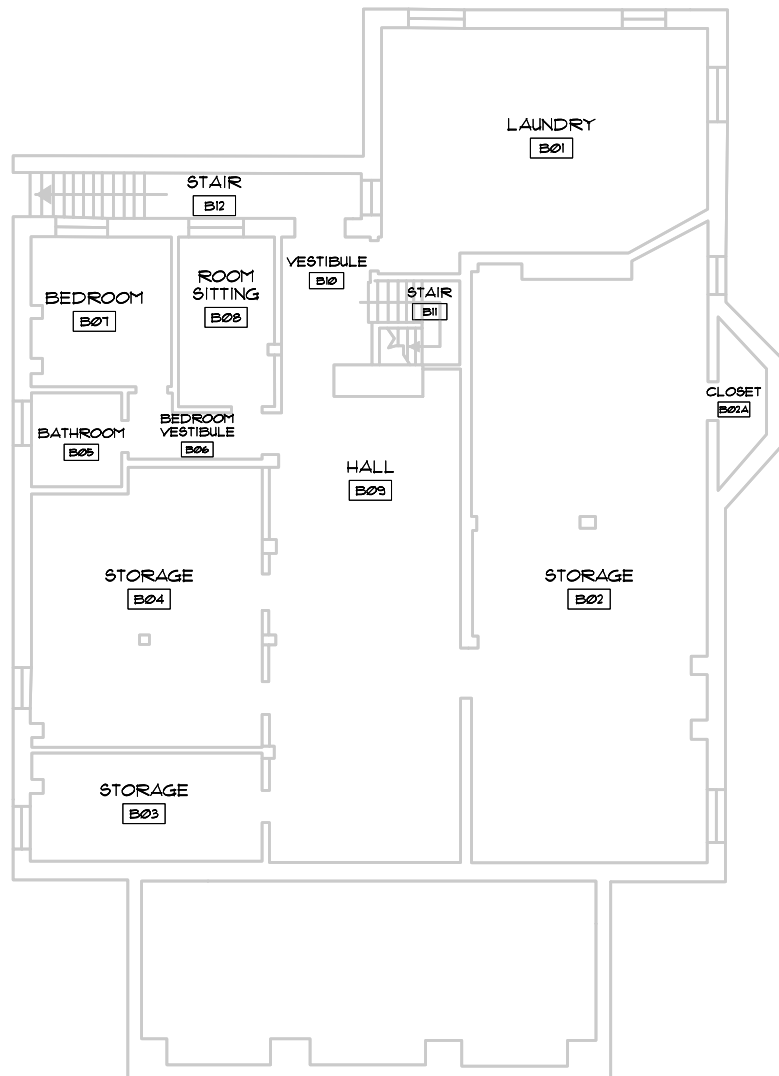 LAUNDRY
B01
STAIR
B12
VESTIBULE
B10
ROOM
SITTING
B08
BEDROOM
B07
STAIR
B11
CLOSET
B02A
BEDROOM
VESTIBULE
B06
BATHROOM
B05
HALL
B09
STORAGE
B04
STORAGE
B02
STORAGE
B03